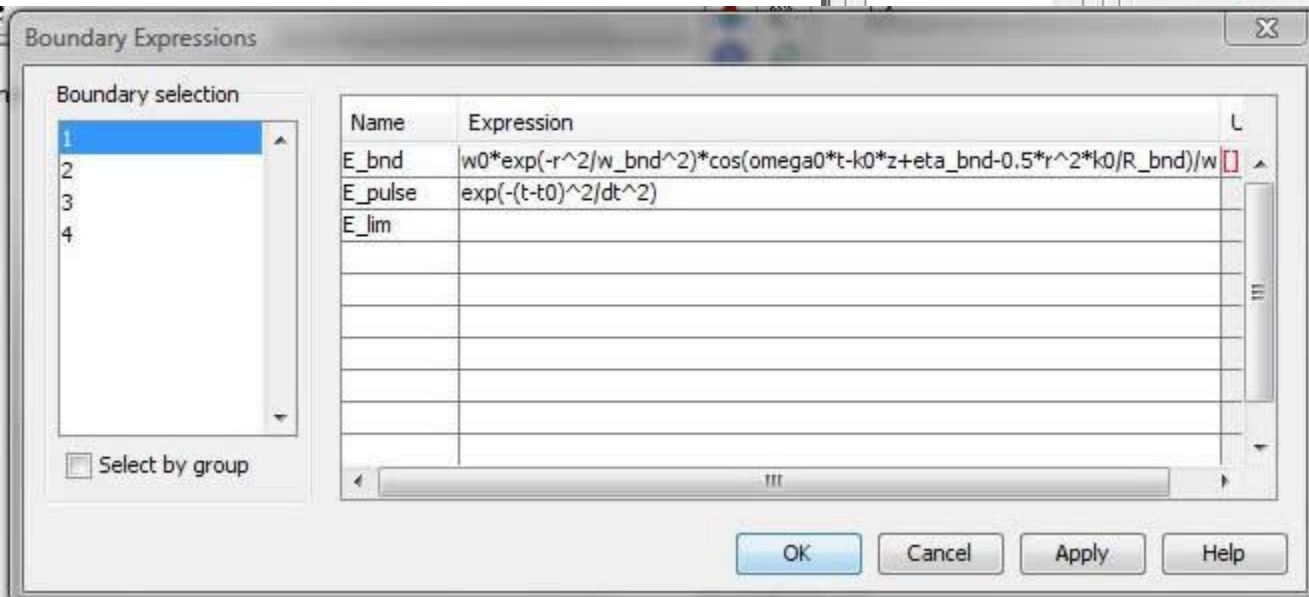 Boundary Expressions
Boundary selection
1
2
3
4
Select by group
Name Expression
E_bnd w0*exp(-r^2/w_bnd^2)*cos(omega0*t-k0*z+eta_bnd-0.5*r^2*k0/R_bnd)/w []
E_pulse exp(-(t-t0)^2/dt^2)
E_lim
OK Cancel Apply Help